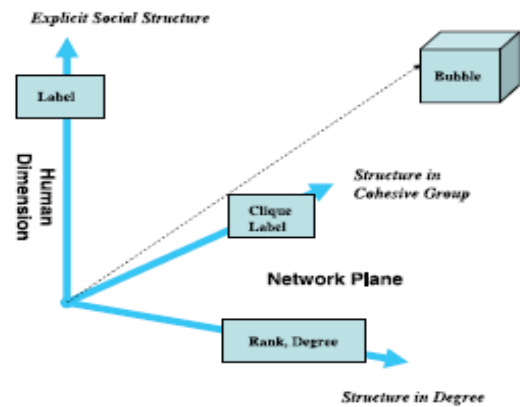 Explicit Social Structure
Label
Bubble
Human
Dimension
Structure in
Cohesive Group
Clique
Label
Network Plane
Rank, Degree
Structure in Degree